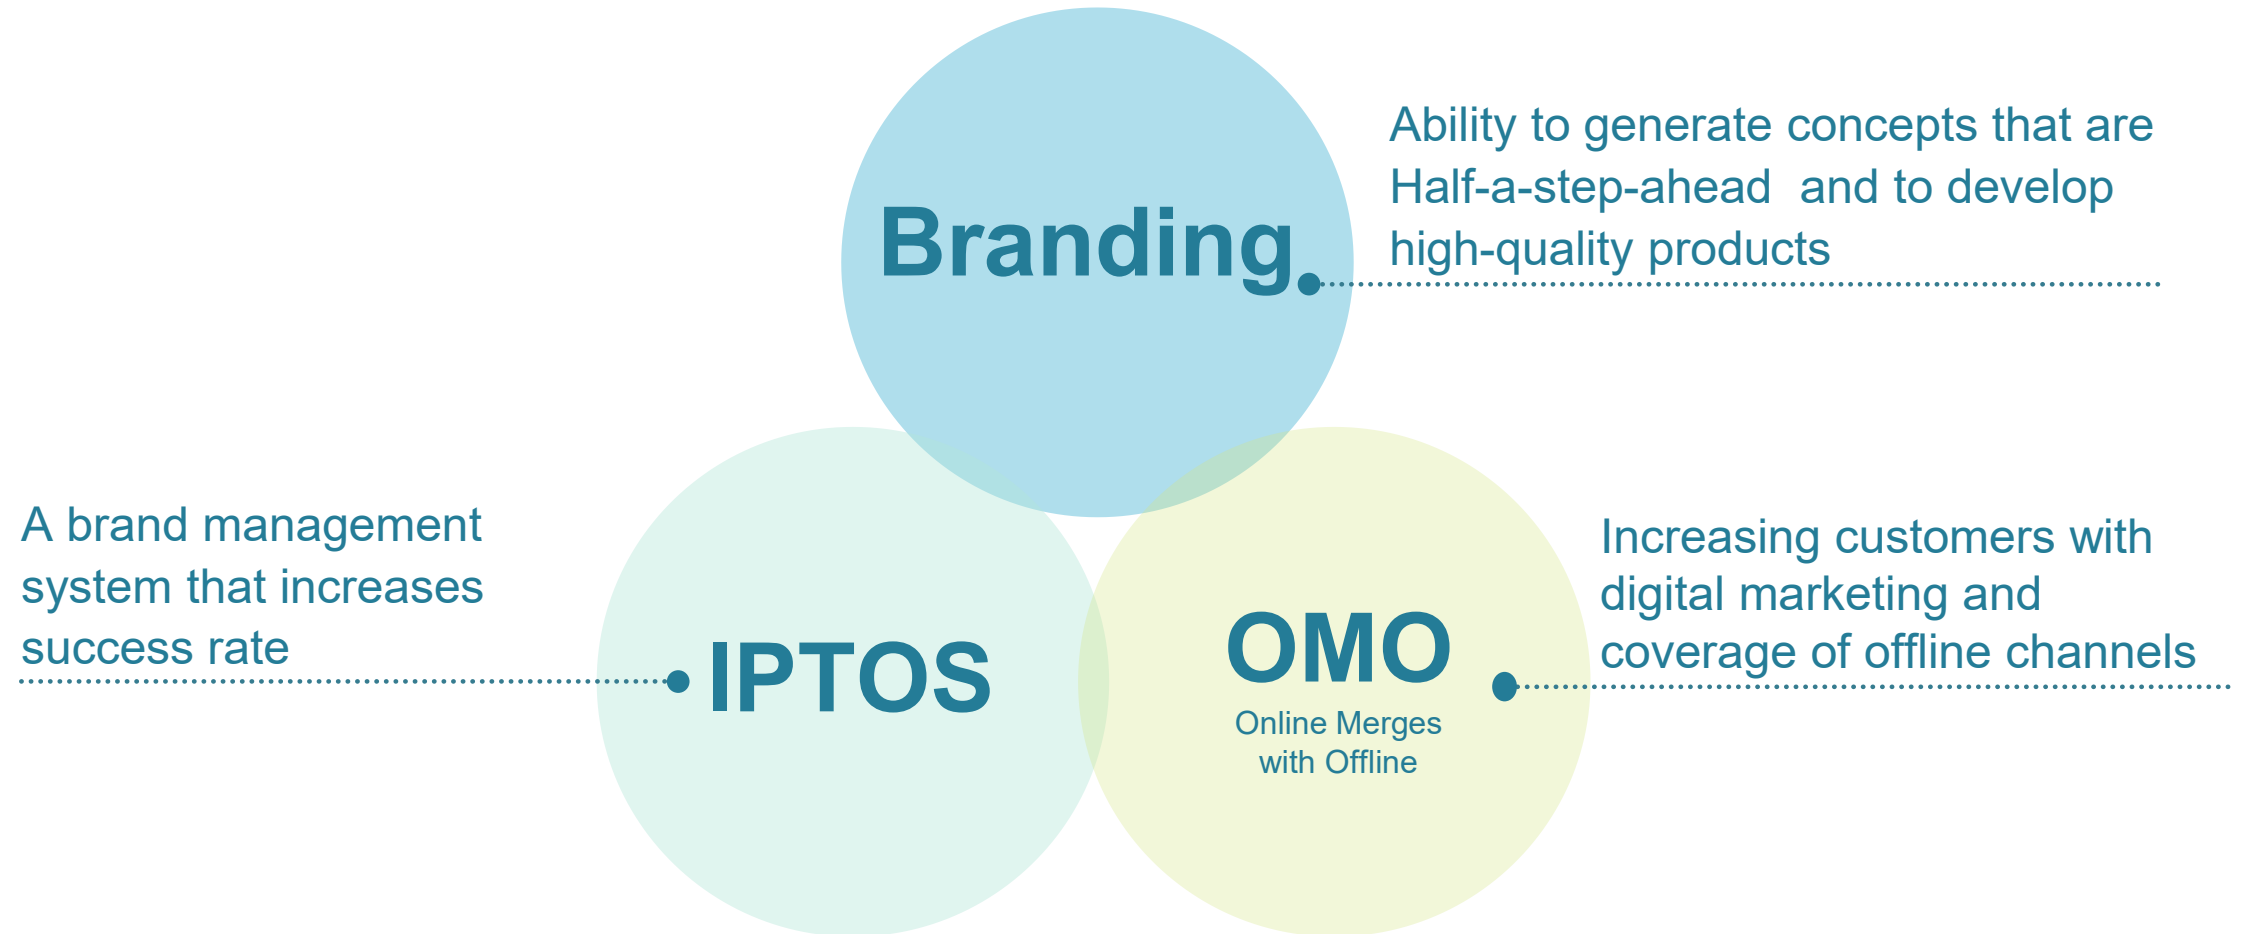 Branding
Ability to generate concepts that are
Half-a-step-ahead  and to develop
high-quality products
A brand management
system that increases
success rate
IPTOS
OMO
Online Merges
with Offline
Increasing customers with
digital marketing and
coverage of offline channels